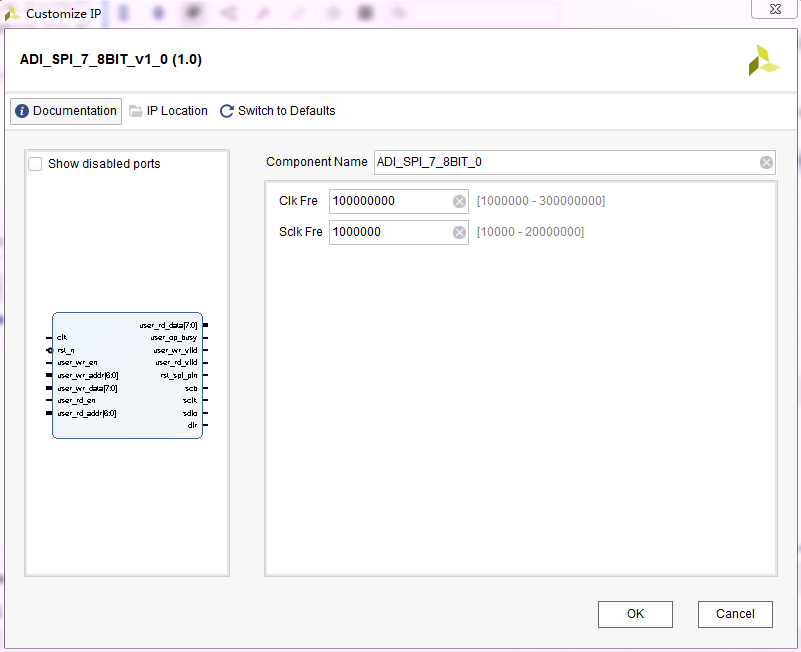 Customize IP
ADI_SPI_7_8BIT_v1_0 (1.0)
Documentation IP Location Switch to Defaults
Show disabled ports
Component Name ADI_SPI_7_8BIT_0
Clk Fre 100000000 [1000000 - 300000000]
Sclk Fre 1000000 [10000 - 20000000]
user_rd_data[7:0]
clk user_op_busy
rst_n user_wr_vlid
user_wr_en user_rd_vlid
user_wr_addr[6:0] rst_spi_pin
user_wr_data[7:0] scb
user_rd_en sclk
user_rd_addr[6:0] sdio
dir
OK Cancel